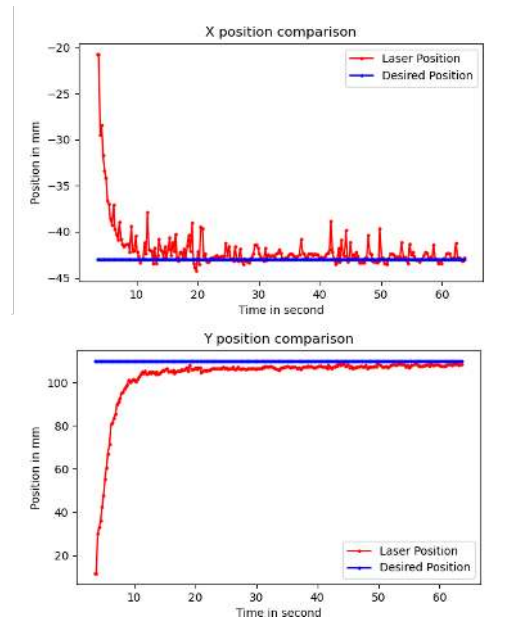 X position comparison
Position in mm
−20
−25
−30
−35
−40
−45
Laser Position
Desired Position
10
20
30
40
50
60
Time in second
Y position comparison
Position in mm
100
80
60
40
20
Laser Position
Desired Position
10
20
30
40
50
60
Time in second